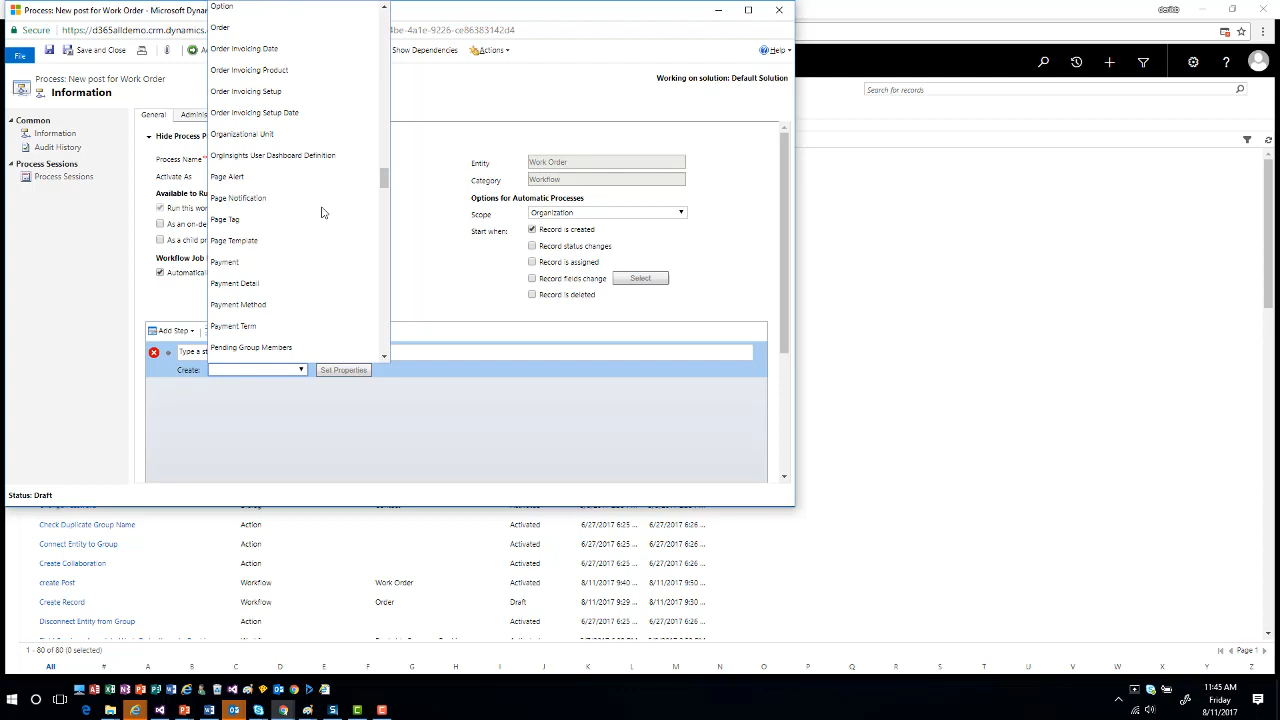 Process: New post for Work Order - Microsoft Dyn
Secure
https://d365alldemo.crm.dynamics.
4be-4a1e-9226-ce86383142d4
File
Save and Close
Show Dependencies
Actions
Help
Process: New post for Work Order
Information
Working on solution: Default Solution
Common
Information
Audit History
Process Sessions
Process Sessions
General
Adminis
Hide Process P
Process Name*
Activate As
Available to Ru
Run this wo
As an on-de
As a child pr
Workflow Job
Automatical
Entity
Work Order
Category
Workflow
Options for Automatic Processes
Scope
Organization
Start when:
Record is created
Record status changes
Record is assigned
Record fields change
Select
Record is deleted
Option
Order
Order Invoicing Date
Order Invoicing Product
Order Invoicing Setup
Order Invoicing Setup Date
Organizational Unit
OrgInsights User Dashboard Definition
Page Alert
Page Notification
Page Tag
Page Template
Payment
Payment Detail
Payment Method
Payment Term
Pending Group Members
Add Step
Type a st
Create:
Set Properties
Status: Draft
Search for records
Check Duplicate Group Name Action Activated 6/27/2017 6:25 ... 6/27/2017 6:26 ...
Connect Entity to Group Action Activated 6/27/2017 6:25 ... 6/27/2017 6:26 ...
Create Collaboration Action Activated 6/27/2017 6:25 ... 6/27/2017 6:26 ...
create Post Workflow Work Order Activated 8/11/2017 9:40 ... 8/11/2017 9:30 ...
Create Record Workflow Order Draft 8/11/2017 9:29 ... 8/11/2017 9:30 ...
Disconnect Entity from Group Action Activated 6/27/2017 6:25 ... 6/27/2017 6:26 ...
1 - 80 of 80 (0 selected)
Page 1
All # A B C D E F G H I J K L M N O P Q R S T U V W X Y Z
11:45 AM
Friday
8/11/2017